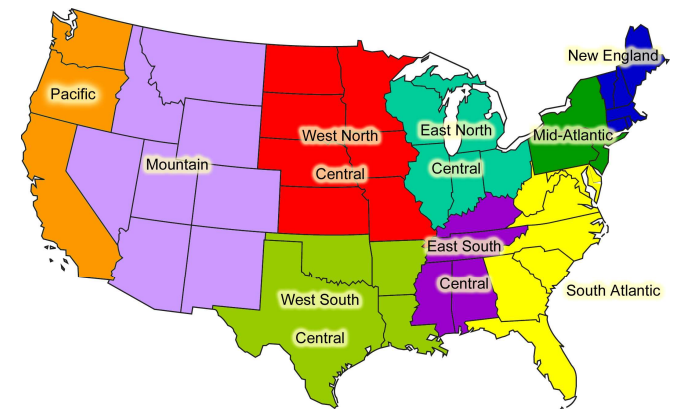 New England
Pacific
West North
East North
Mid-Atlantic
Mountain
Central
Central
East South
Central
South Atlantic
West South
Central